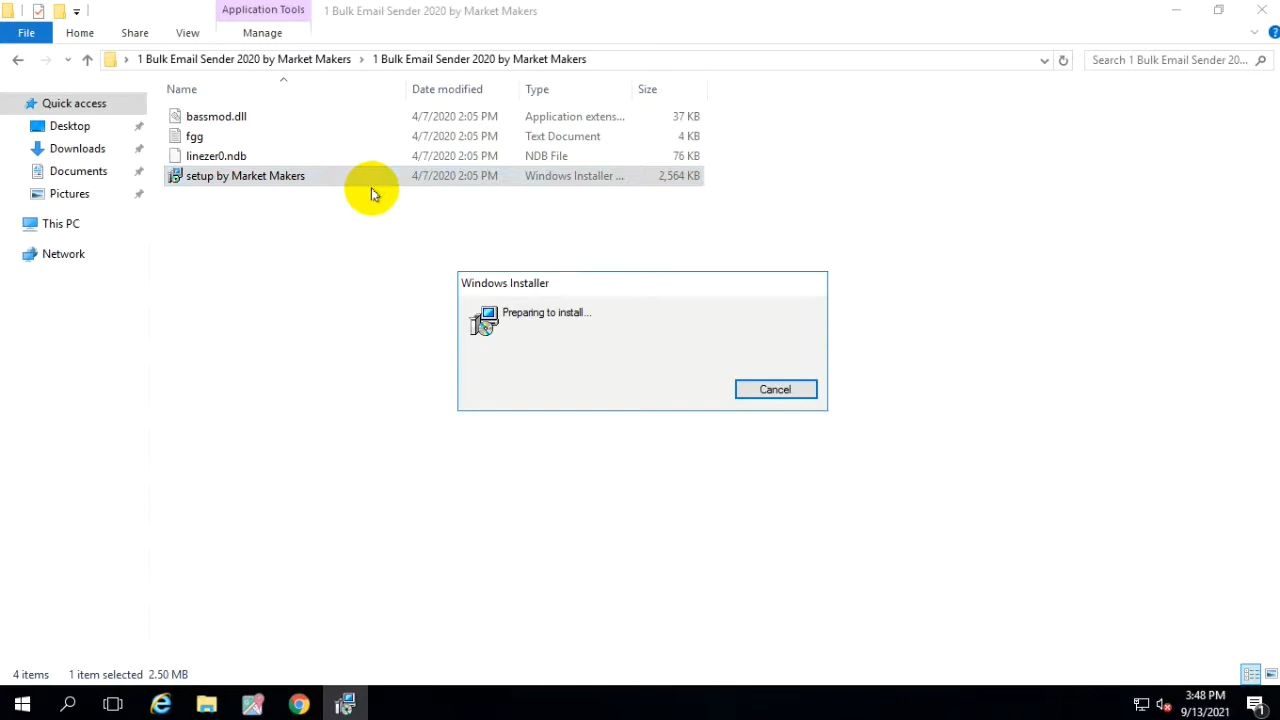 Application Tools
1 Bulk Email Sender 2020 by Market Makers
File
Home
Share
View
Manage
1 Bulk Email Sender 2020 by Market Makers
1 Bulk Email Sender 2020 by Market Makers
Search 1 Bulk Email Sender 20...
Name
Date modified
Type
Size
Quick access
Desktop
Downloads
Documents
Pictures
This PC
Network
bassmod.dll 4/7/2020 2:05 PM Application extens... 37 KB
fgg 4/7/2020 2:05 PM Text Document 4 KB
linezer0.ndb 4/7/2020 2:05 PM NDB File 76 KB
setup by Market Makers 4/7/2020 2:05 PM Windows Installer ... 2,564 KB
Windows Installer
Preparing to install...
Cancel
4 items 1 item selected 2.50 MB
3:48 PM
9/13/2021
1